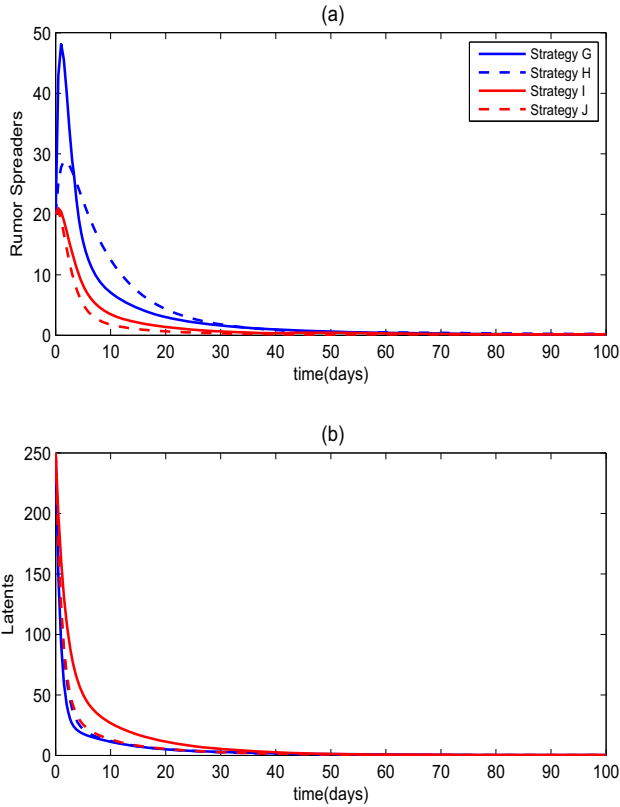 (a)
50
40
30
20
10
0
Rumor Spreaders
Strategy G
Strategy H
Strategy I
Strategy J
0 10 20 30 40 50 60 70 80 90 100
time(days)
(b)
250
200
150
100
50
0
Latents
0 10 20 30 40 50 60 70 80 90 100
time(days)